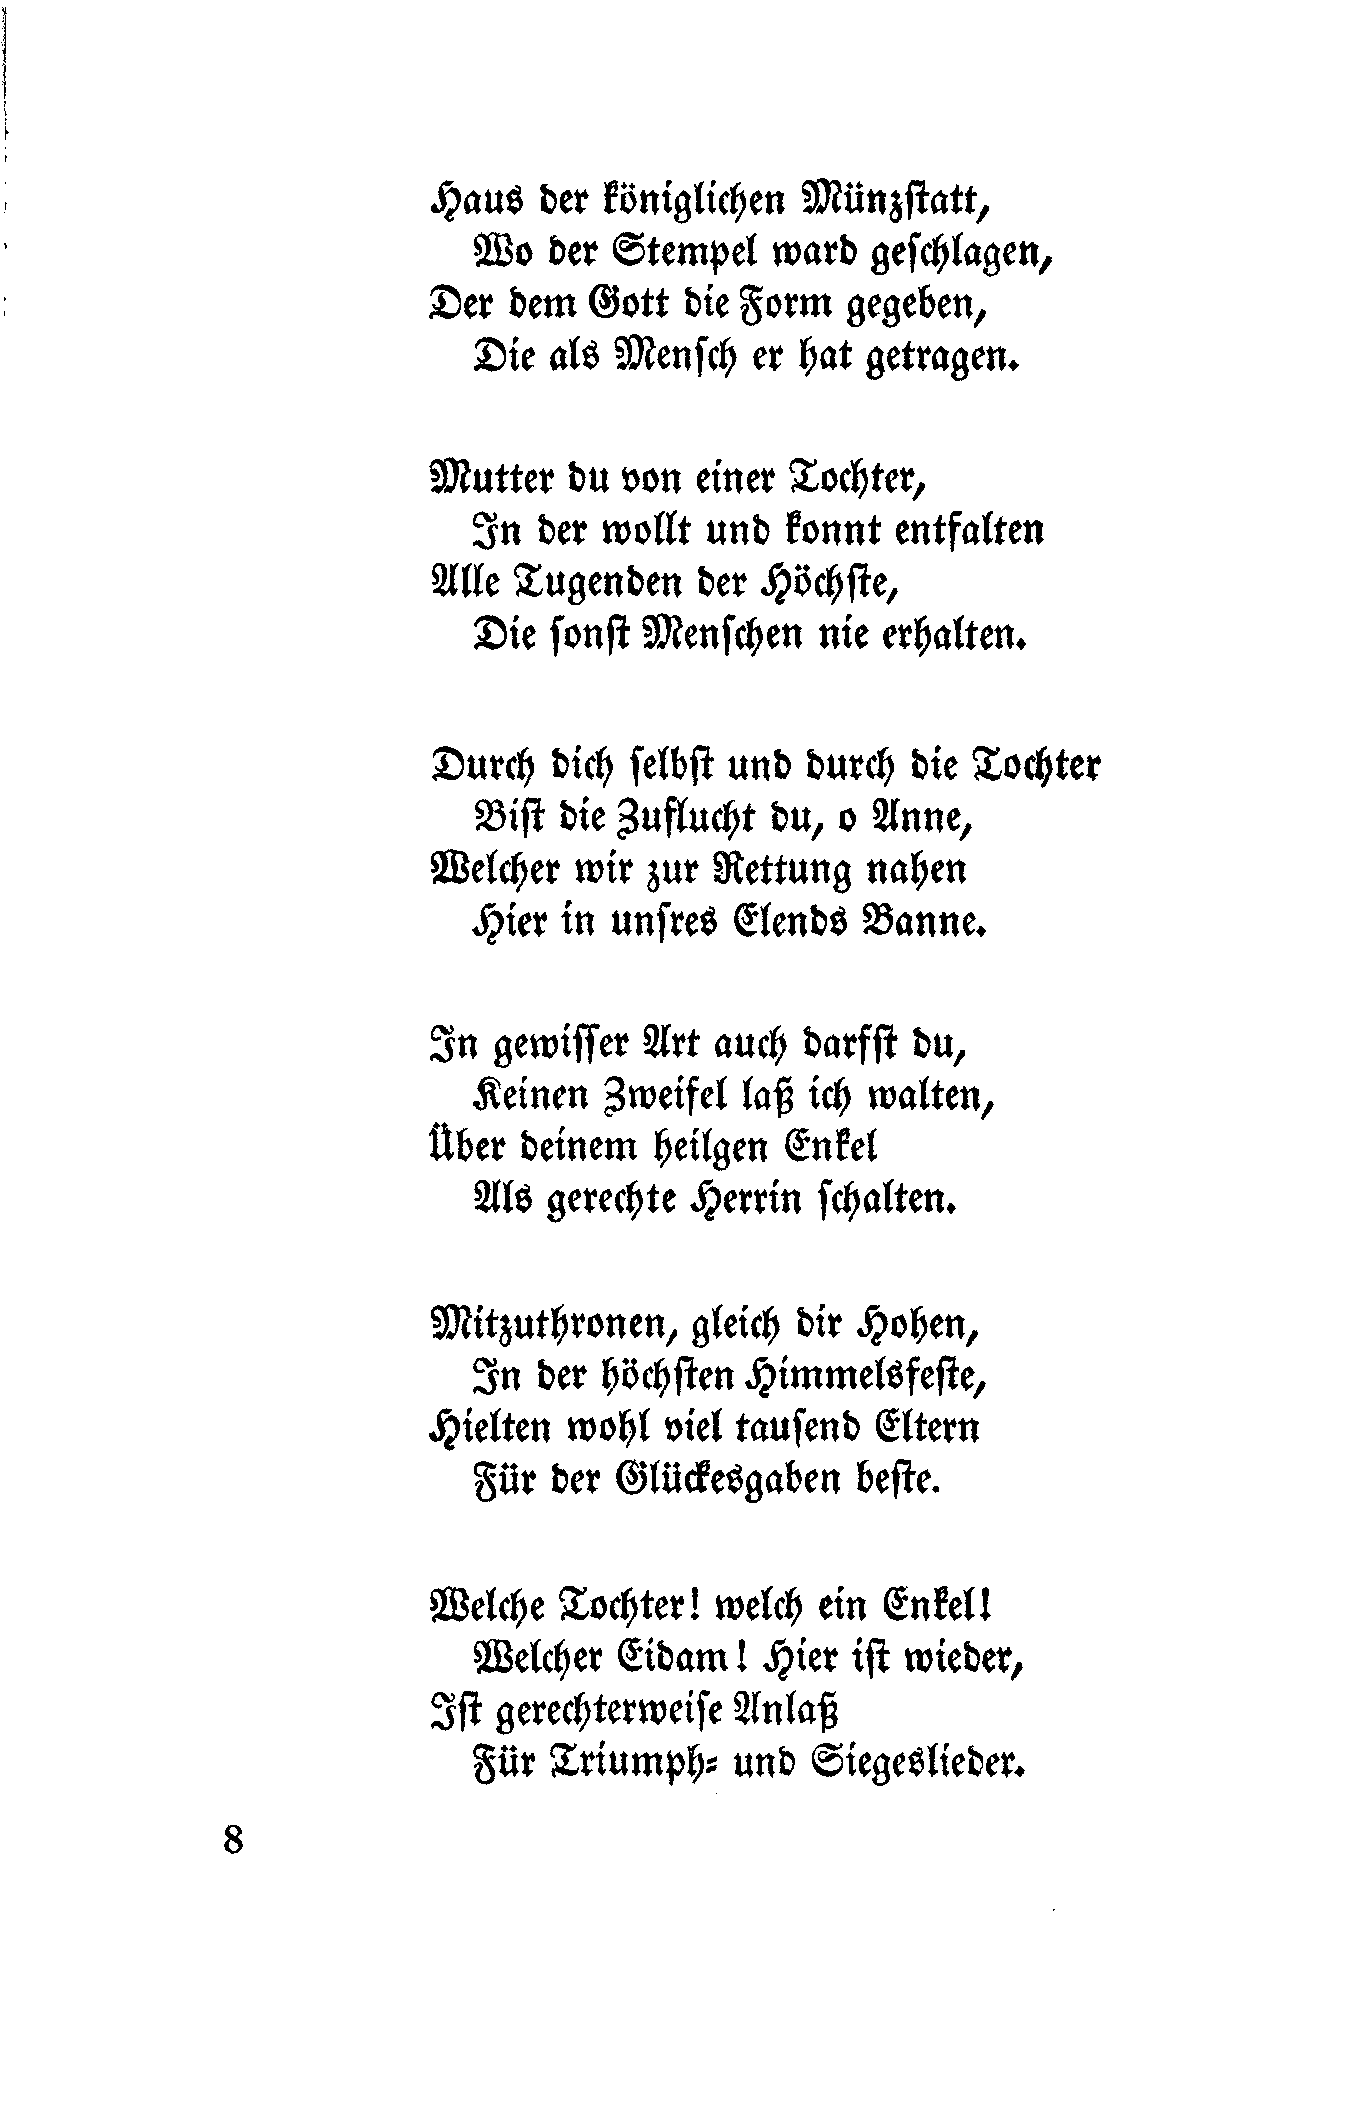 Haus der königlichen Münzstatt,
Wo der Stempel ward geschlagen,
Der dem Gott die Form gegeben,
Die als Mensch er hat getragen.
Mutter du von einer Tochter,
In der wollt und konnt entfalten
Alle Tugenden der Höchste,
Die sonst Menschen nie erhalten.
Durch dich selbst und durch die Tochter
Bist die Zuflucht du, o Anne,
Welcher wir zur Rettung nahen
Hier in unsres Elends Banne.
In gewisser Art auch darfst du,
Keinen Zweifel laß ich walten,
Über deinem heilgen Enkel
Als gerechte Herrin schalten.
Mitzuthronen, gleich dir Hohen,
In der höchsten Himmelsfeste,
Hielten wohl viel tausend Eltern
Für der Glückesgaben beste.
Welche Tochter! welch ein Enkel!
Welcher Eidam! Hier ist wieder,
Ist gerechterweise Anlaß
Für Triumph- und Siegeslieder.
8